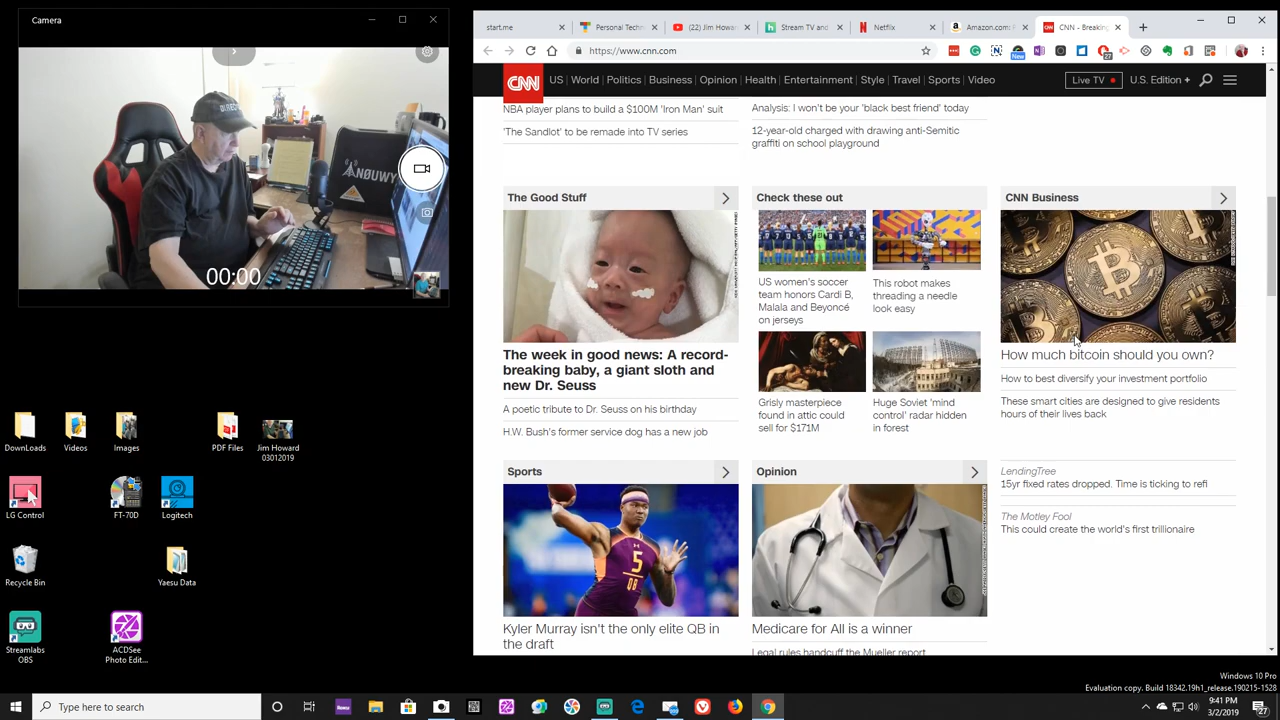 Camera
00:00
ANØUWY
start.me
Personal Techn
(22) Jim Howar
Stream TV and
Netflix
Amazon.com: P
CNN - Breaking
https://www.cnn.com
New
27
CNN
US
World
Politics
Business
Opinion
Health
Entertainment
Style
Travel
Sports
Video
Live TV
U.S. Edition +
NBA player plans to build a $100M 'Iron Man' suit
'The Sandlot' to be remade into TV series
Analysis: I won't be your 'black best friend' today
12-year-old charged with drawing anti-Semitic
graffiti on school playground
The Good Stuff
The week in good news: A record-
breaking baby, a giant sloth and
new Dr. Seuss
A poetic tribute to Dr. Seuss on his birthday
H.W. Bush's former service dog has a new job
Check these out
US women's soccer
team honors Cardi B,
Malala and Beyoncé
on jerseys
This robot makes
threading a needle
look easy
Grisly masterpiece
found in attic could
sell for $171M
Huge Soviet 'mind
control' radar hidden
in forest
CNN Business
How much bitcoin should you own?
How to best diversify your investment portfolio
These smart cities are designed to give residents
hours of their lives back
LendingTree
15yr fixed rates dropped. Time is ticking to refi
The Motley Fool
This could create the world's first trillionaire
Sports
5
Kyler Murray isn't the only elite QB in
the draft
Opinion
Medicare for All is a winner
Legal rules handcuff the Mueller report
DownLoads
Videos
Images
PDF Files
Jim Howard
03012019
LG Control
FT-70D
Logitech
Recycle Bin
Yaesu Data
Streamlabs
OBS
ACDSee
Photo Edit...
Windows 10 Pro
Evaluation copy. Build 18342.19h1_release.190215-1528
Type here to search
Roku
9:41 PM
3/2/2019
27